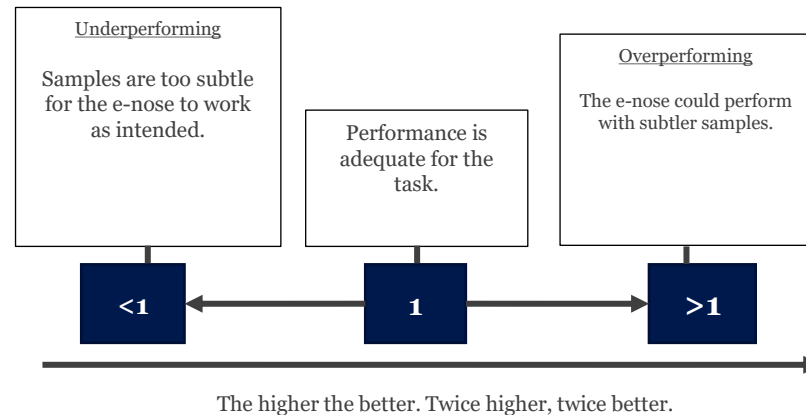 Underperforming
Samples are too subtle
for the e-nose to work
as intended.
Performance is
adequate for the
task.
Overperforming
The e-nose could perform
with subtler samples.
<1
1
>1
The higher the better. Twice higher, twice better.